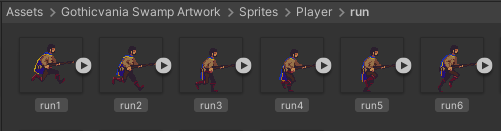 Assets > Gothicvania Swamp Artwork > Sprites > Player > run
run1 run2 run3 run4 run5 run6